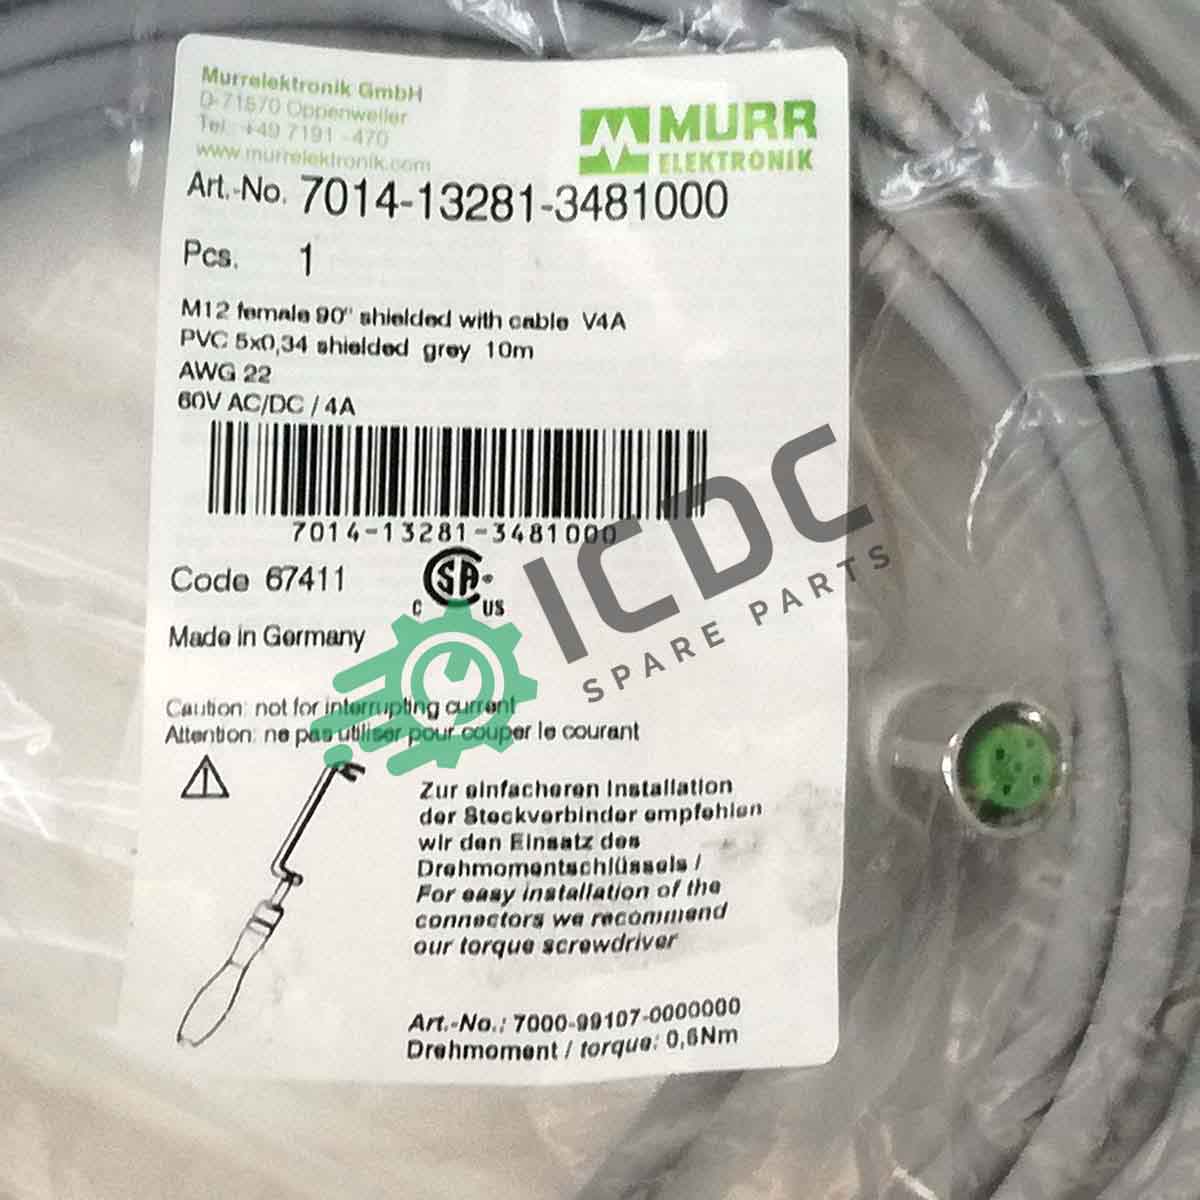 Murrelektronik GmbH
D-71570 Oppenweiler
Tel.: +49 7191 -470
www.murrelektronik.com
MURR
ELEKTRONIK
Art.-No. 7014-13281-3481000
Pcs. 1
M12 female 90° shielded with cable V4A
PVC 5x0,34 shielded grey 10m
AWG 22
60V AC/DC / 4A
7014-13281-3481000
Code 67411
C SA US
Made in Germany
ICDC
SPARE PARTS
Caution: not for interrupting current
Attention: ne pas utiliser pour couper le courant
Zur einfacheren Installation
der Steckverbinder empfehlen
wir den Einsatz des
Drehmomentschlüssels /
For easy installation of the
connectors we recommend
our torque screwdriver
Art.-No.: 7000-99107-0000000
Drehmoment / torque: 0,6Nm